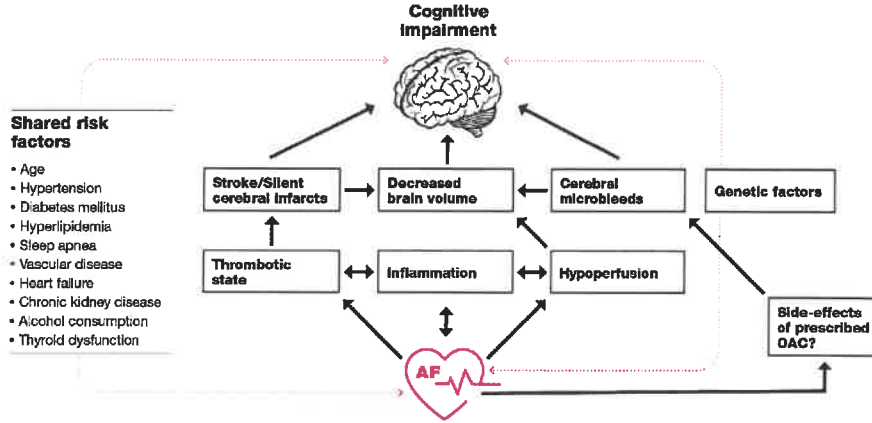 Cognitive
impairment
Shared risk
factors
• Age
• Hypertension
• Diabetes mellitus
• Hyperlipidemia
• Sleep apnea
• Vascular disease
• Heart failure
• Chronic kidney disease
• Alcohol consumption
• Thyroid dysfunction
Stroke/Silent
cerebral infarcts
Decreased
brain volume
Cerebral
microbleeds
Genetic factors
Thrombotic
state
Inflammation
Hypoperfusion
Side-effects
of prescribed
OAC?
AF